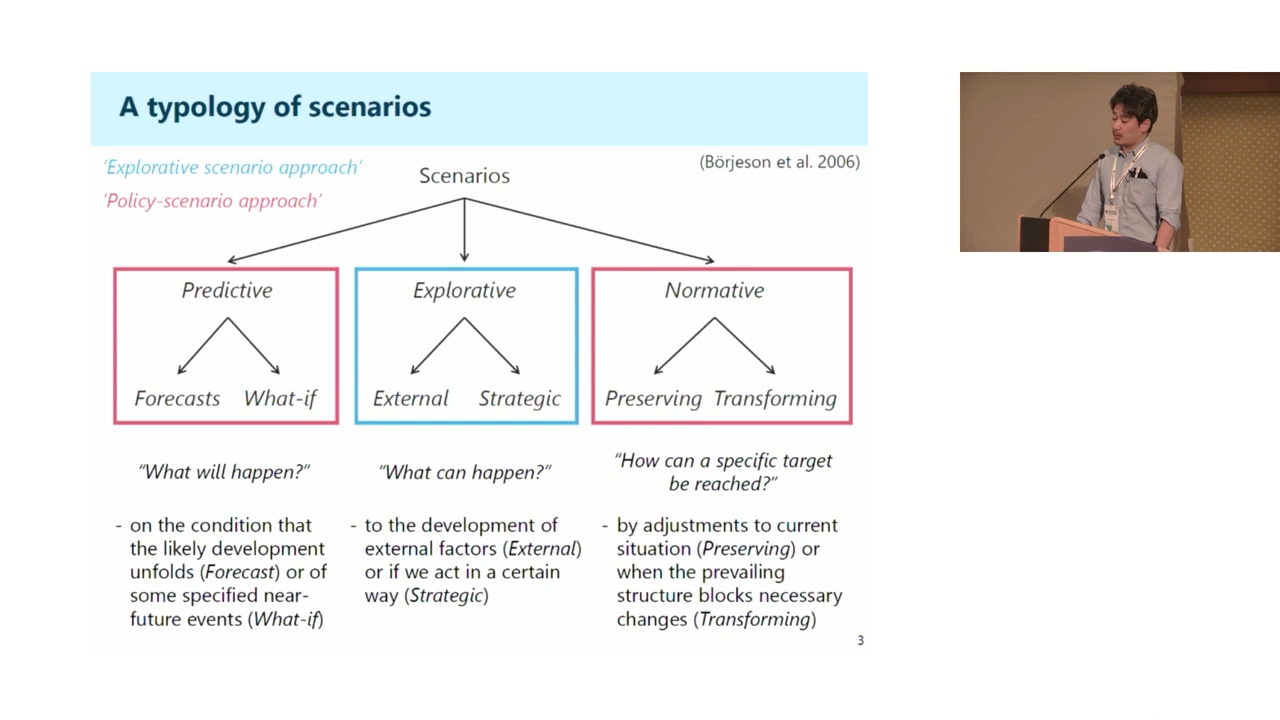 A typology of scenarios
'Explorative scenario approach'
'Policy-scenario approach'
Scenarios
(Börjeson et al. 2006)
Predictive
Forecasts What-if
Explorative
External Strategic
Normative
Preserving Transforming
"What will happen?"
- on the condition that
the likely development
unfolds (Forecast) or of
some specified near-
future events (What-if)
"What can happen?"
- to the development of
external factors (External)
or if we act in a certain
way (Strategic)
"How can a specific target
be reached?"
- by adjustments to current
situation (Preserving) or
when the prevailing
structure blocks necessary
changes (Transforming)
3